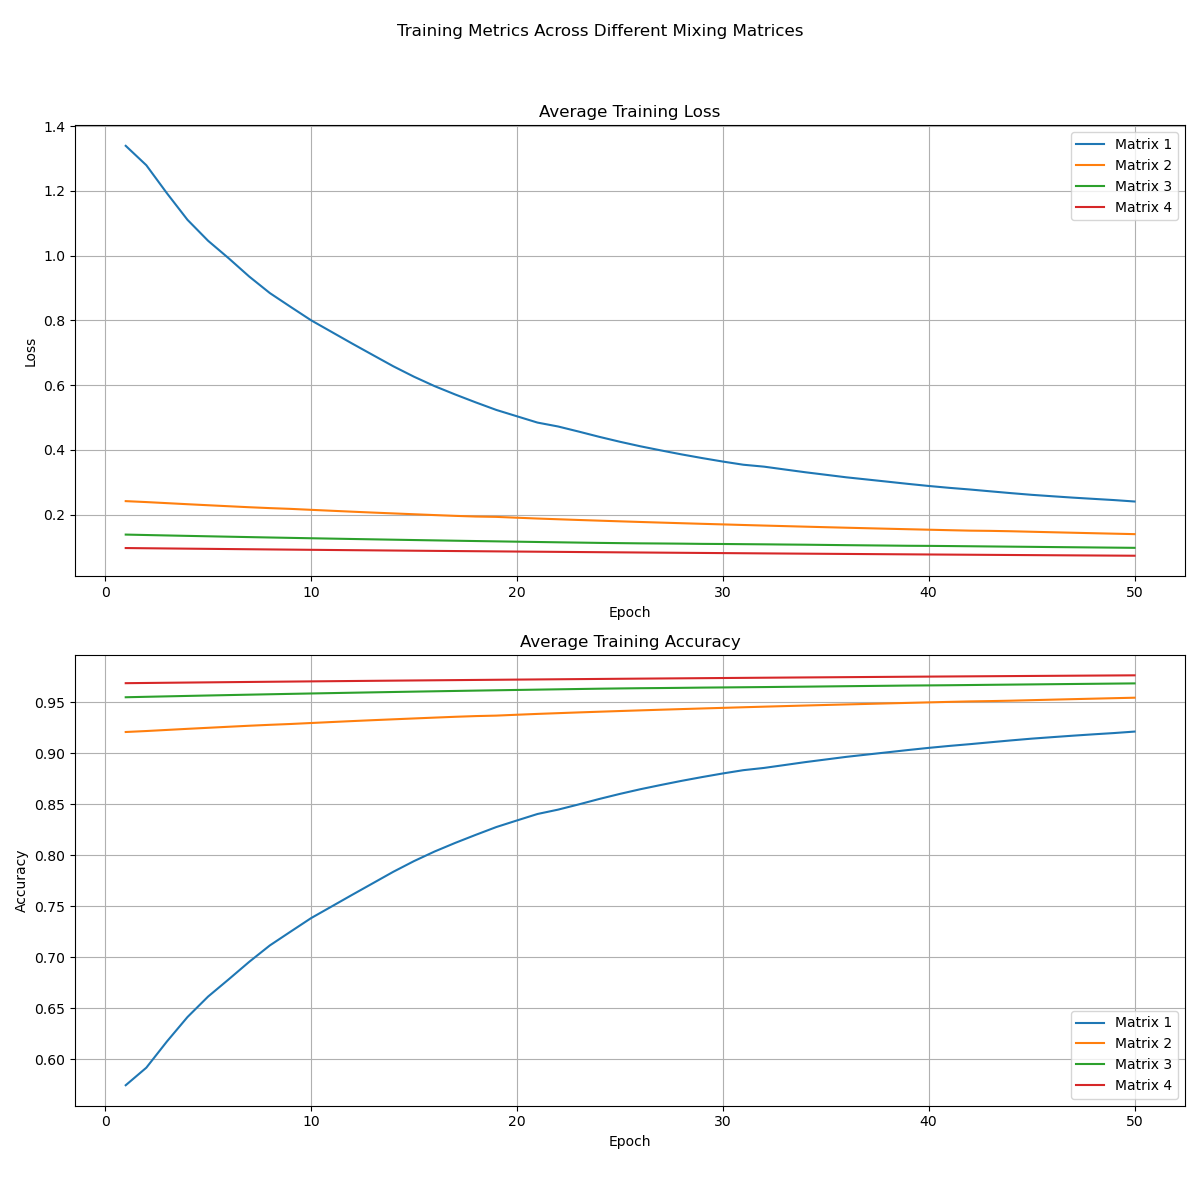 Training Metrics Across Different Mixing Matrices
Average Training Loss
1.4
1.2
1.0
0.8
0.6
0.4
0.2
Loss
Matrix 1
Matrix 2
Matrix 3
Matrix 4
0 10 20 30 40 50
Epoch
Average Training Accuracy
0.95
0.90
0.85
0.80
0.75
0.70
0.65
0.60
Accuracy
Matrix 1
Matrix 2
Matrix 3
Matrix 4
0 10 20 30 40 50
Epoch